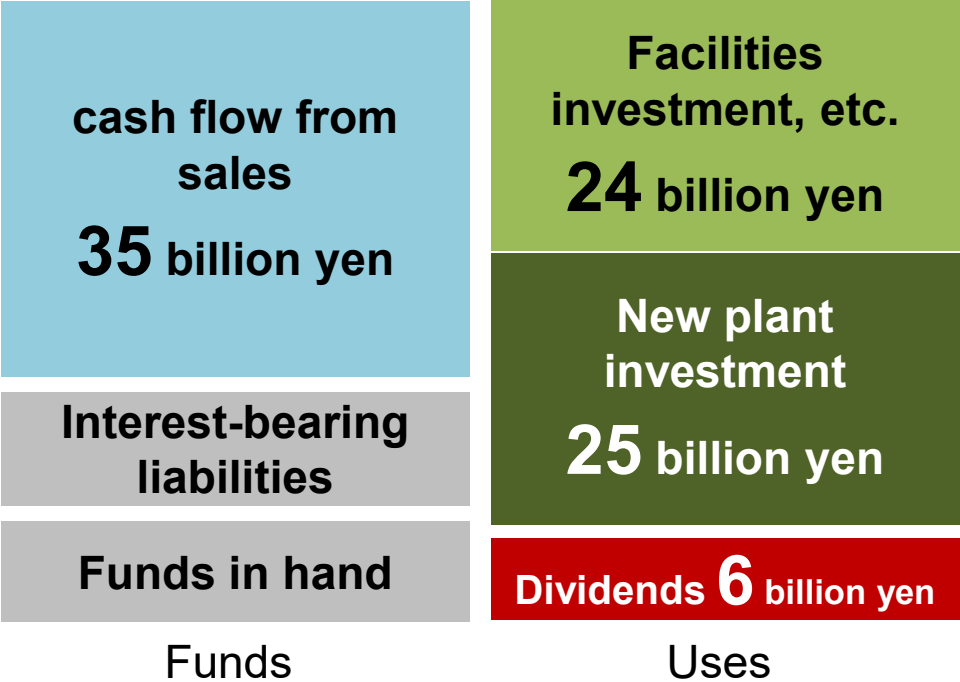 cash flow from
sales
35 billion yen
Interest-bearing
liabilities
Funds in hand
Funds
Facilities
investment, etc.
24 billion yen
New plant
investment
25 billion yen
Dividends 6 billion yen
Uses